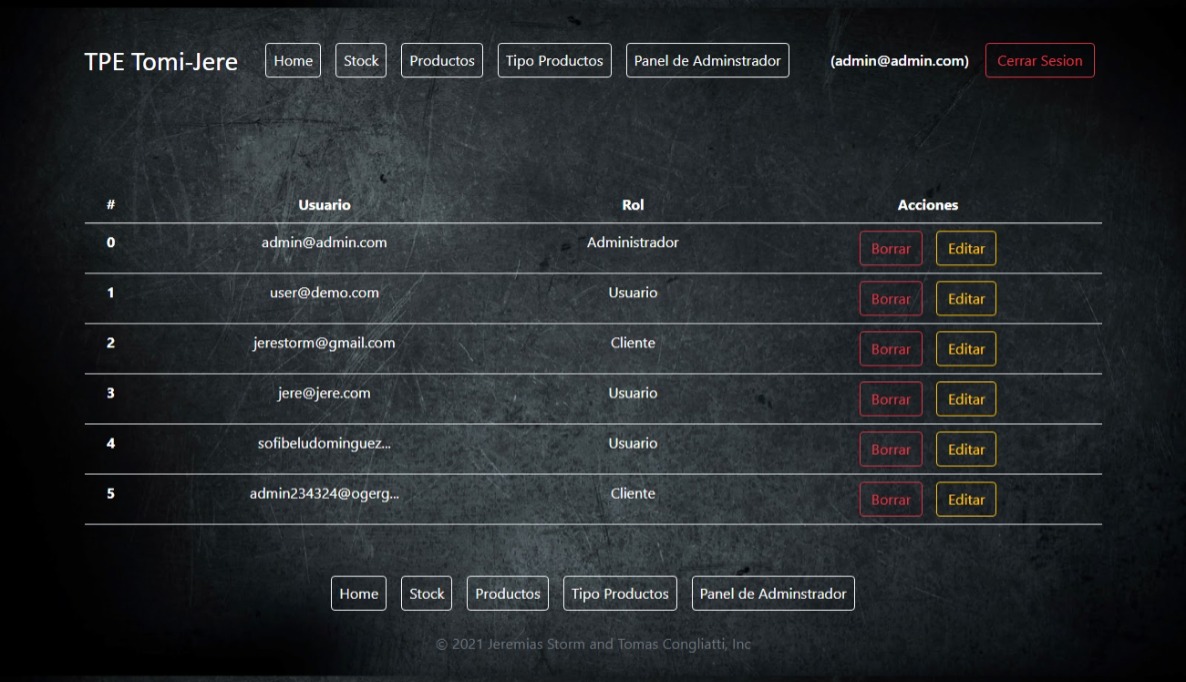 TPE Tomi-Jere Home Stock Productos Tipo Productos Panel de Adminstrador (admin@admin.com) Cerrar Sesion
# Usuario Rol Acciones
0 admin@admin.com Administrador Borrar Editar
1 user@demo.com Usuario Borrar Editar
2 jerestorm@gmail.com Cliente Borrar Editar
3 jere@jere.com Usuario Borrar Editar
4 sofibeludominguez... Usuario Borrar Editar
5 admin234324@ogerg... Cliente Borrar Editar
Home Stock Productos Tipo Productos Panel de Adminstrador
© 2021 Jeremias Storm and Tomas Congliatti, Inc